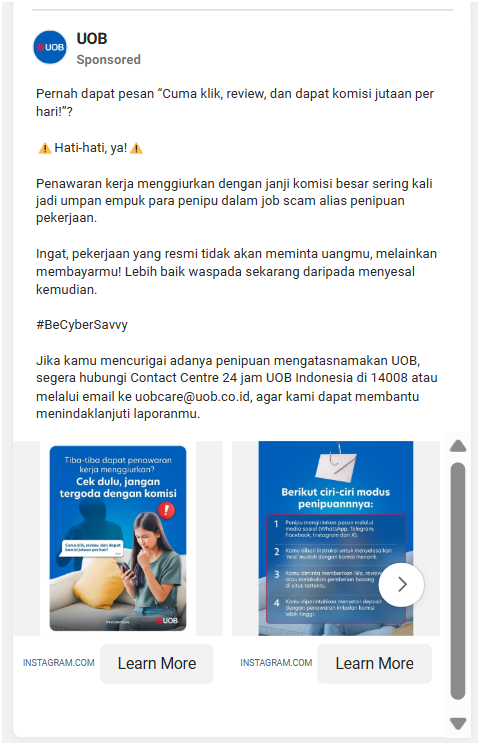 UOB
UOB
Sponsored
Pernah dapat pesan “Cuma klik, review, dan dapat komisi jutaan per
hari!”?
⚠️ Hati-hati, ya! ⚠️
Penawaran kerja menggiurkan dengan janji komisi besar sering kali
jadi umpan empuk para penipu dalam job scam alias penipuan
pekerjaan.
Ingat, pekerjaan yang resmi tidak akan meminta uangmu, melainkan
membayarmu! Lebih baik waspada sekarang daripada menyesal
kemudian.
#BeCyberSavvy
Jika kamu mencurigai adanya penipuan mengatasnamakan UOB,
segera hubungi Contact Centre 24 jam UOB Indonesia di 14008 atau
melalui email ke uobcare@uob.co.id, agar kami dapat membantu
menindaklanjuti laporanmu.
Tiba-tiba dapat penawaran
kerja menggiurkan?
Cek dulu, jangan
tergoda dengan komisi
Cuma klik, review, dan dapat
komisi jutaan per hari!
UOB
Berikut ciri-ciri modus
penipuannnya:
1 Penipu mengirimkan pesan melalui
media sosial (WhatsApp, Telegram,
Facebook, Instagram dan X).
2 Kamu diberi instruksi untuk menyelesaikan
'misi' mudah dengan komisi menarik.
3 Kamu diminta memberikan like, review
atau melakukan pembelian barang
di situs tertentu.
4 Kamu diperintahkan menyetor deposit
dengan penawaran imbalan komisi
lebih tinggi.
INSTAGRAM.COM
Learn More
INSTAGRAM.COM
Learn More